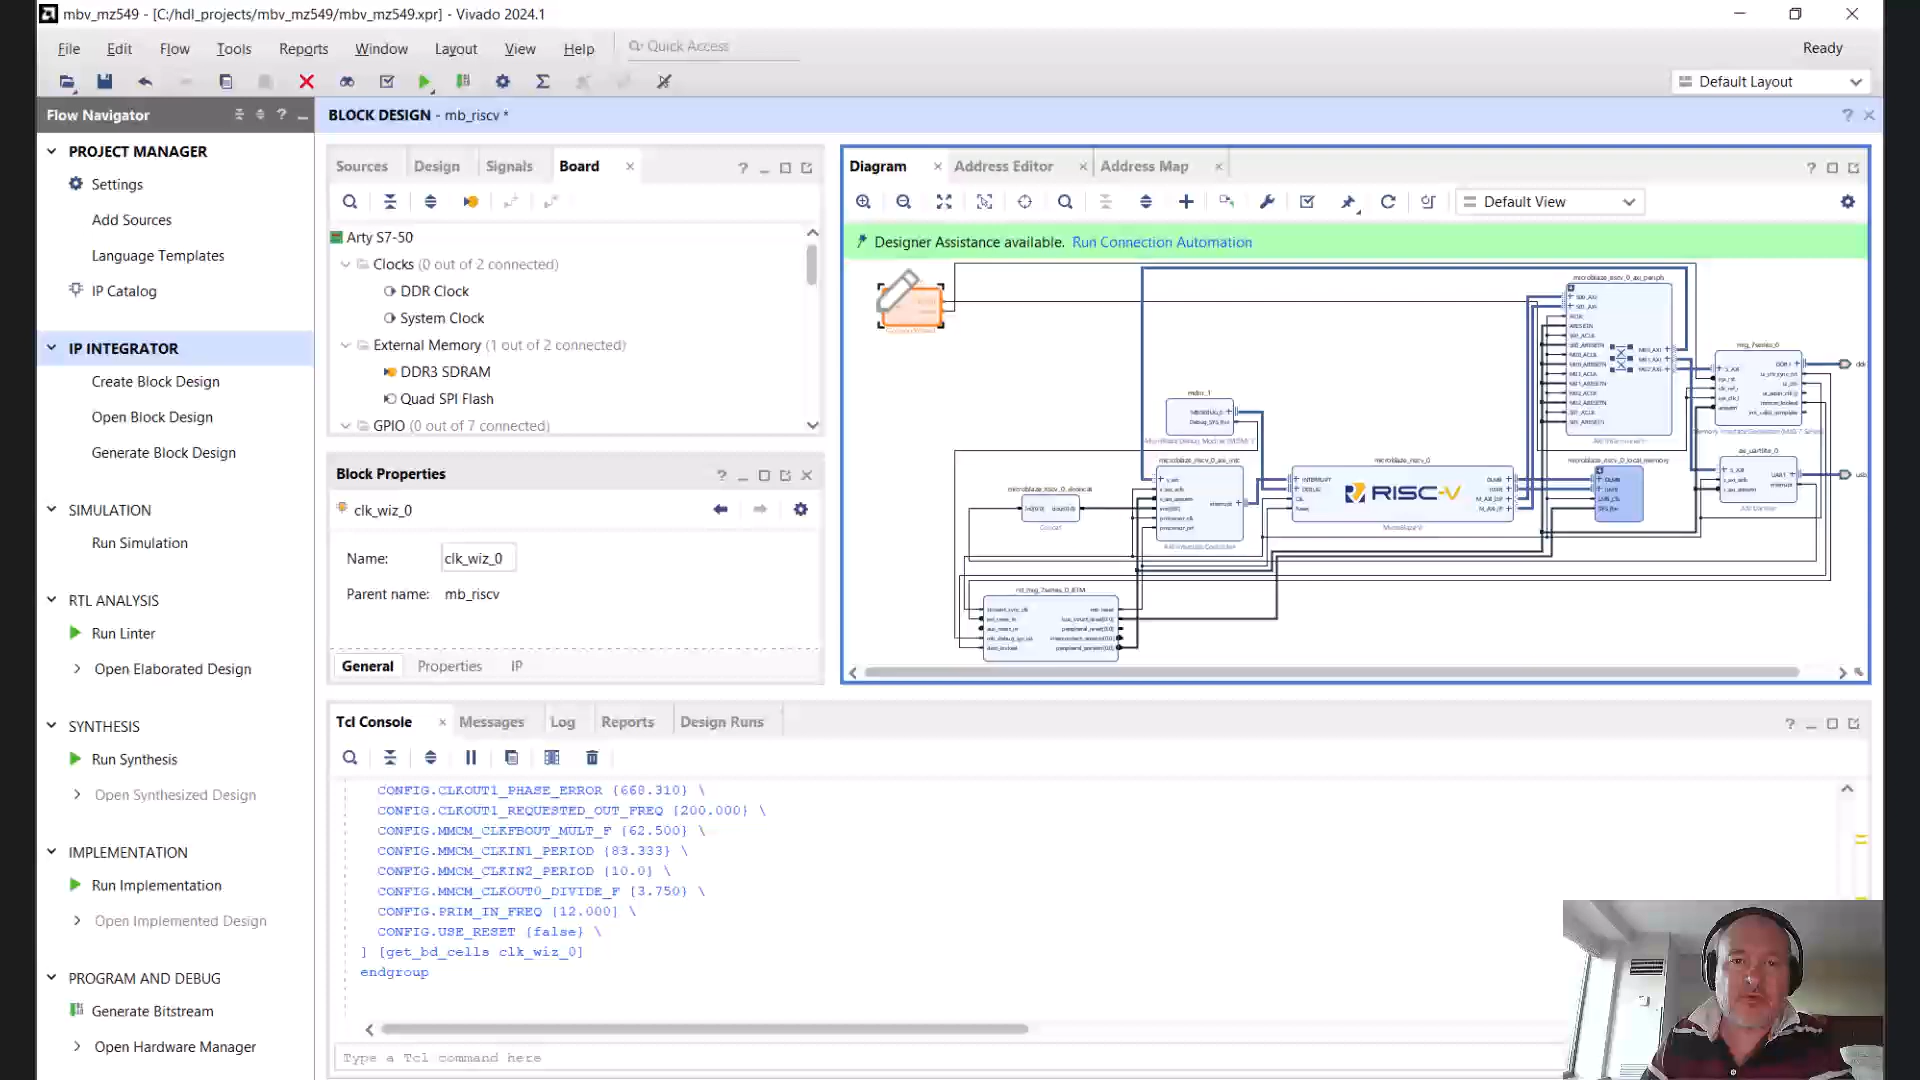 mbv_mz549 - [C:/hdl_projects/mbv_mz549/mbv_mz549.xpr] - Vivado 2024.1
File Edit Flow Tools Reports Window Layout View Help Quick Access Ready
Default Layout
Flow Navigator
PROJECT MANAGER
Settings
Add Sources
Language Templates
IP Catalog
IP INTEGRATOR
Create Block Design
Open Block Design
Generate Block Design
SIMULATION
Run Simulation
RTL ANALYSIS
Run Linter
Open Elaborated Design
SYNTHESIS
Run Synthesis
Open Synthesized Design
IMPLEMENTATION
Run Implementation
Open Implemented Design
PROGRAM AND DEBUG
Generate Bitstream
Open Hardware Manager
BLOCK DESIGN - mb_riscv *
Sources Design Signals Board
Arty S7-50
Clocks (0 out of 2 connected)
DDR Clock
System Clock
External Memory (1 out of 2 connected)
DDR3 SDRAM
Quad SPI Flash
GPIO (0 out of 7 connected)
Block Properties
clk_wiz_0
Name: clk_wiz_0
Parent name: mb_riscv
General Properties IP
Diagram Address Editor Address Map
Default View
Designer Assistance available. Run Connection Automation
microblaze_riscv_0_axi_periph
mig_7series_0
mdm_1
microblaze_riscv_0_axi_intc
microblaze_riscv_0
microblaze_riscv_0_local_memory
axi_uartlite_0
RISC-V
Concat
Tcl Console Messages Log Reports Design Runs
CONFIG.CLKOUT1_PHASE_ERROR {668.310} \
CONFIG.CLKOUT1_REQUESTED_OUT_FREQ {200.000} \
CONFIG.MMCM_CLKFBOUT_MULT_F {62.500} \
CONFIG.MMCM_CLKIN1_PERIOD {83.333} \
CONFIG.MMCM_CLKIN2_PERIOD {10.0} \
CONFIG.MMCM_CLKOUT0_DIVIDE_F {3.750} \
CONFIG.PRIM_IN_FREQ {12.000} \
CONFIG.USE_RESET {false} \
] [get_bd_cells clk_wiz_0]
endgroup
Type a Tcl command here